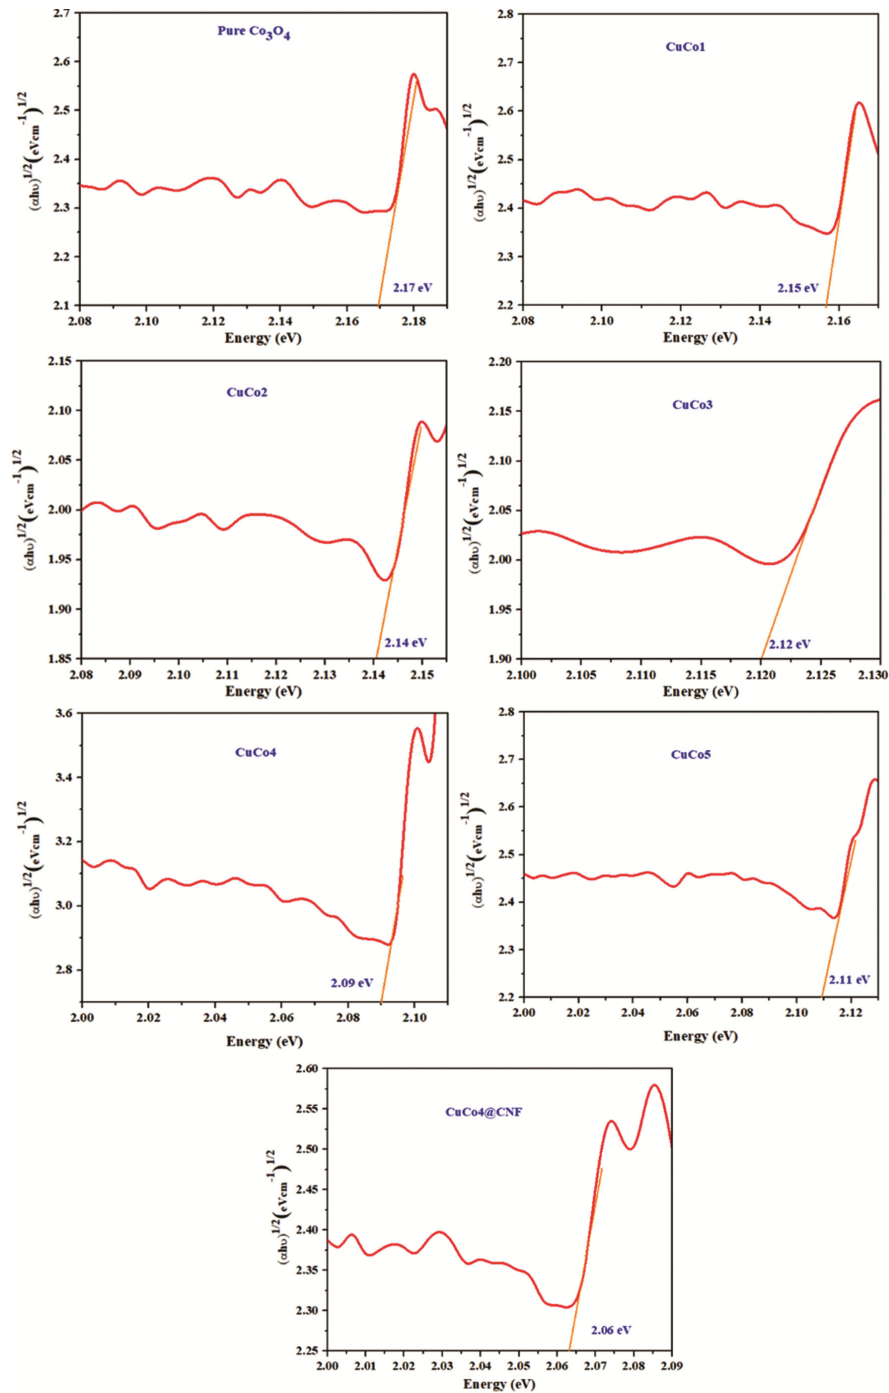 Pure Co3O4
2.7
2.6
2.5
2.4
2.3
2.2
2.1
(αhυ)^1/2 (eVcm^-1)^1/2
2.17 eV
2.08 2.10 2.12 2.14 2.16 2.18
Energy (eV)
CuCo1
2.8
2.7
2.6
2.5
2.4
2.3
2.2
(αhυ)^1/2 (eVcm^-1)^1/2
2.15 eV
2.08 2.10 2.12 2.14 2.16
Energy (eV)
CuCo2
2.15
2.10
2.05
2.00
1.95
1.90
1.85
(αhυ)^1/2 (eVcm^-1)^1/2
2.14 eV
2.08 2.09 2.10 2.11 2.12 2.13 2.14 2.15
Energy (eV)
CuCo3
2.20
2.15
2.10
2.05
2.00
1.95
1.90
(αhυ)^1/2 (eVcm^-1)^1/2
2.12 eV
2.100 2.105 2.110 2.115 2.120 2.125 2.130
Energy (eV)
CuCo4
3.6
3.4
3.2
3.0
2.8
(αhυ)^1/2 (eVcm^-1)^1/2
2.09 eV
2.00 2.02 2.04 2.06 2.08 2.10
Energy (eV)
CuCo5
2.8
2.7
2.6
2.5
2.4
2.3
2.2
(αhυ)^1/2 (eVcm^-1)^1/2
2.11 eV
2.00 2.02 2.04 2.06 2.08 2.10 2.12
Energy (eV)
CuCo4@CNF
2.60
2.55
2.50
2.45
2.40
2.35
2.30
2.25
(αhυ)^1/2 (eVcm^-1)^1/2
2.06 eV
2.00 2.01 2.02 2.03 2.04 2.05 2.06 2.07 2.08 2.09
Energy (eV)